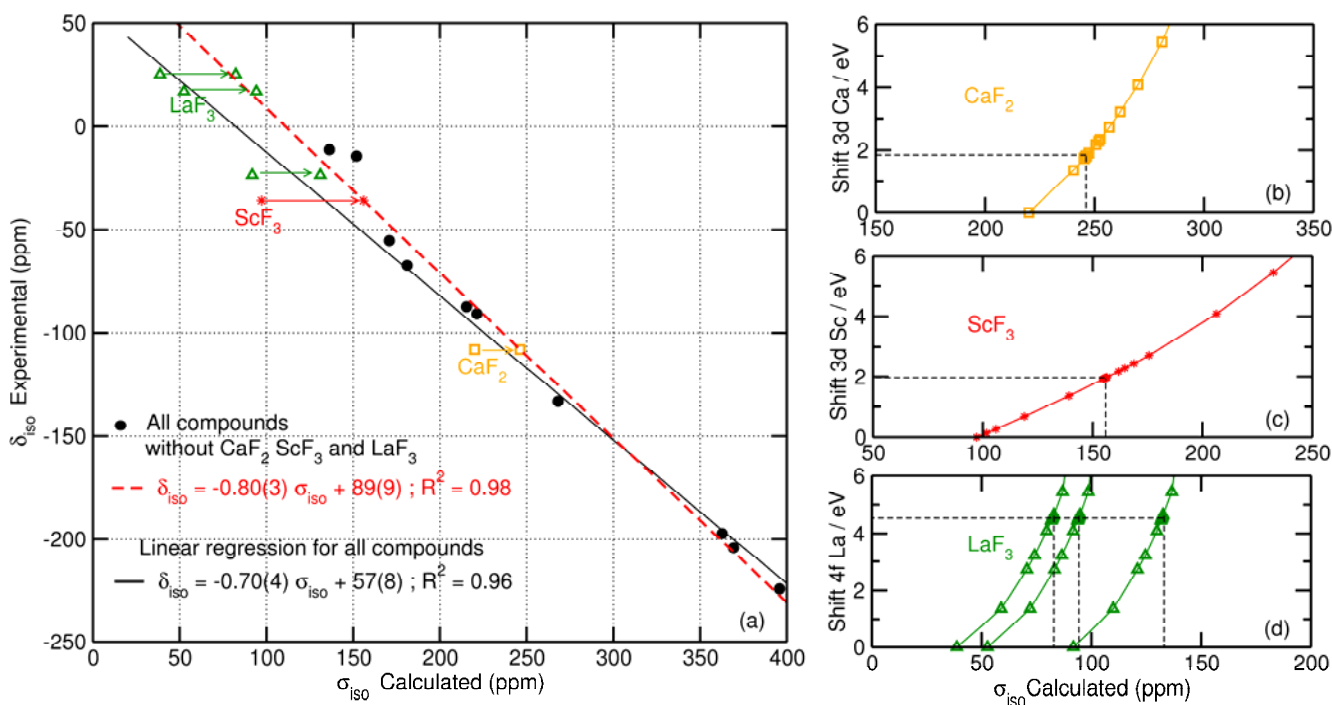 50
0
-50
-100
-150
-200
-250
δiso Experimental (ppm)
LaF3
ScF3
CaF2
All compounds
without CaF2 ScF3 and LaF3
δiso = -0.80(3) σiso + 89(9) ; R2 = 0.98
Linear regression for all compounds
δiso = -0.70(4) σiso + 57(8) ; R2 = 0.96
(a)
0 50 100 150 200 250 300 350 400
σiso Calculated (ppm)
Shift 3d Ca / eV
6
4
2
0
CaF2
(b)
150 200 250 300 350
Shift 3d Sc / eV
6
4
2
0
ScF3
(c)
50 100 150 200 250
Shift 4f La / eV
6
4
2
0
LaF3
(d)
0 50 100 150 200
σiso Calculated (ppm)